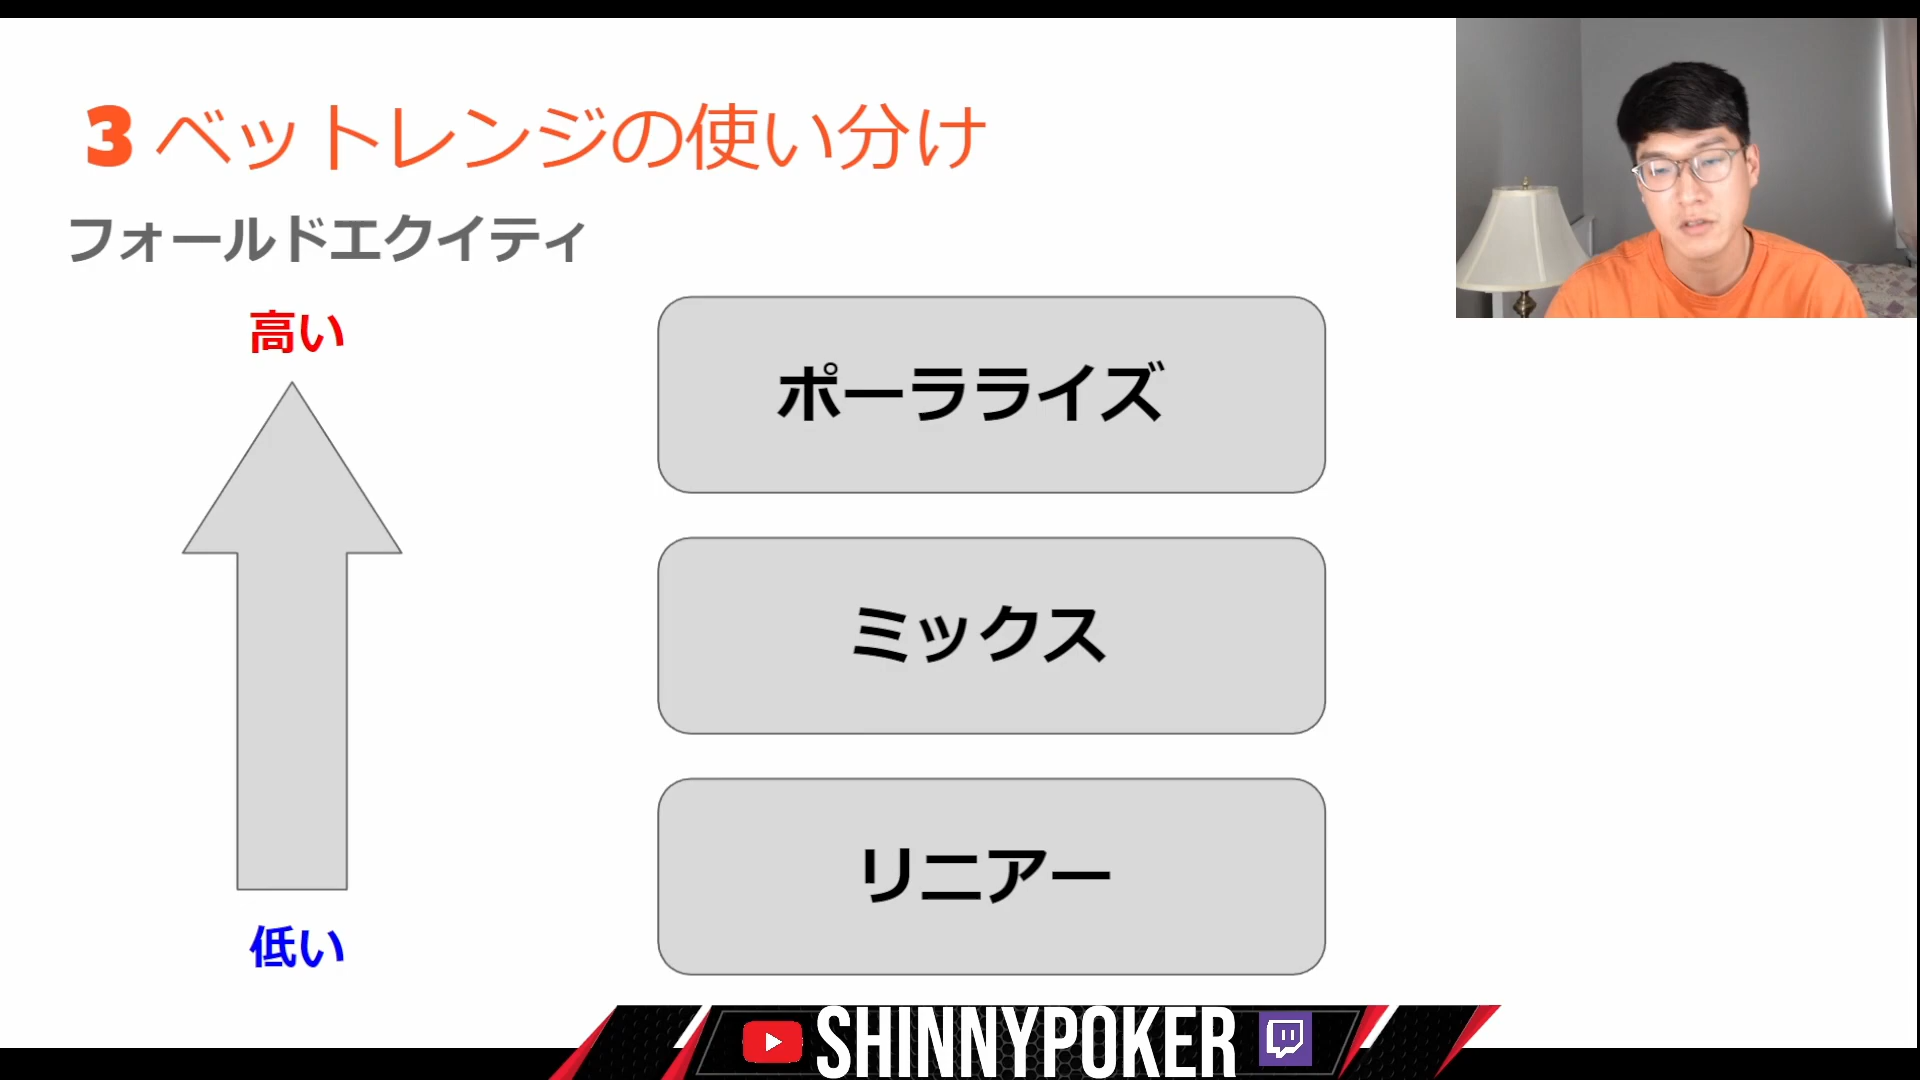 3 ベットレンジの使い分け
フォールドエクイティ
高い
ポーラライズ
ミックス
リニアー
低い
SHINNYPOKER